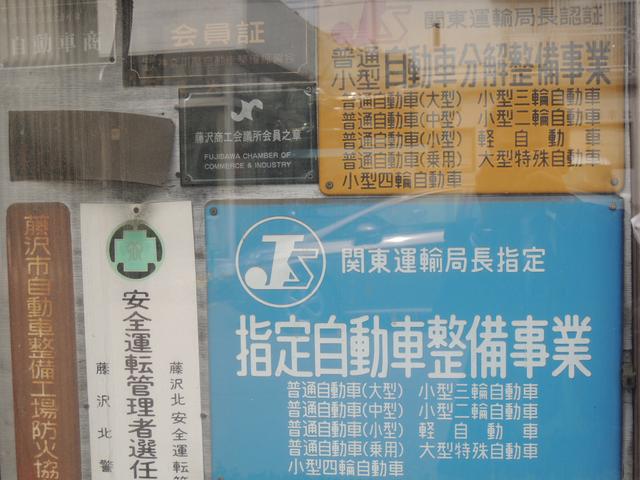 自動車商
会員証
関東運輸局長認証
普通
小型
自動車分解整備事業
普通自動車(大型) 小型三輪自動車
普通自動車(中型) 小型二輪自動車
普通自動車(小型) 軽自動車
普通自動車(乗用) 大型特殊自動車
小型四輪自動車
藤沢商工会議所会員之章
FUJISAWA CHAMBER OF
COMMERCE & INDUSTRY
藤沢市自動車整備工場防火協
安全運転管理者選任
藤沢北安全運転
藤沢北警
JS
関東運輸局長指定
指定自動車整備事業
普通自動車(大型) 小型三輪自動車
普通自動車(中型) 小型二輪自動車
普通自動車(小型) 軽自動車
普通自動車(乗用) 大型特殊自動車
小型四輪自動車